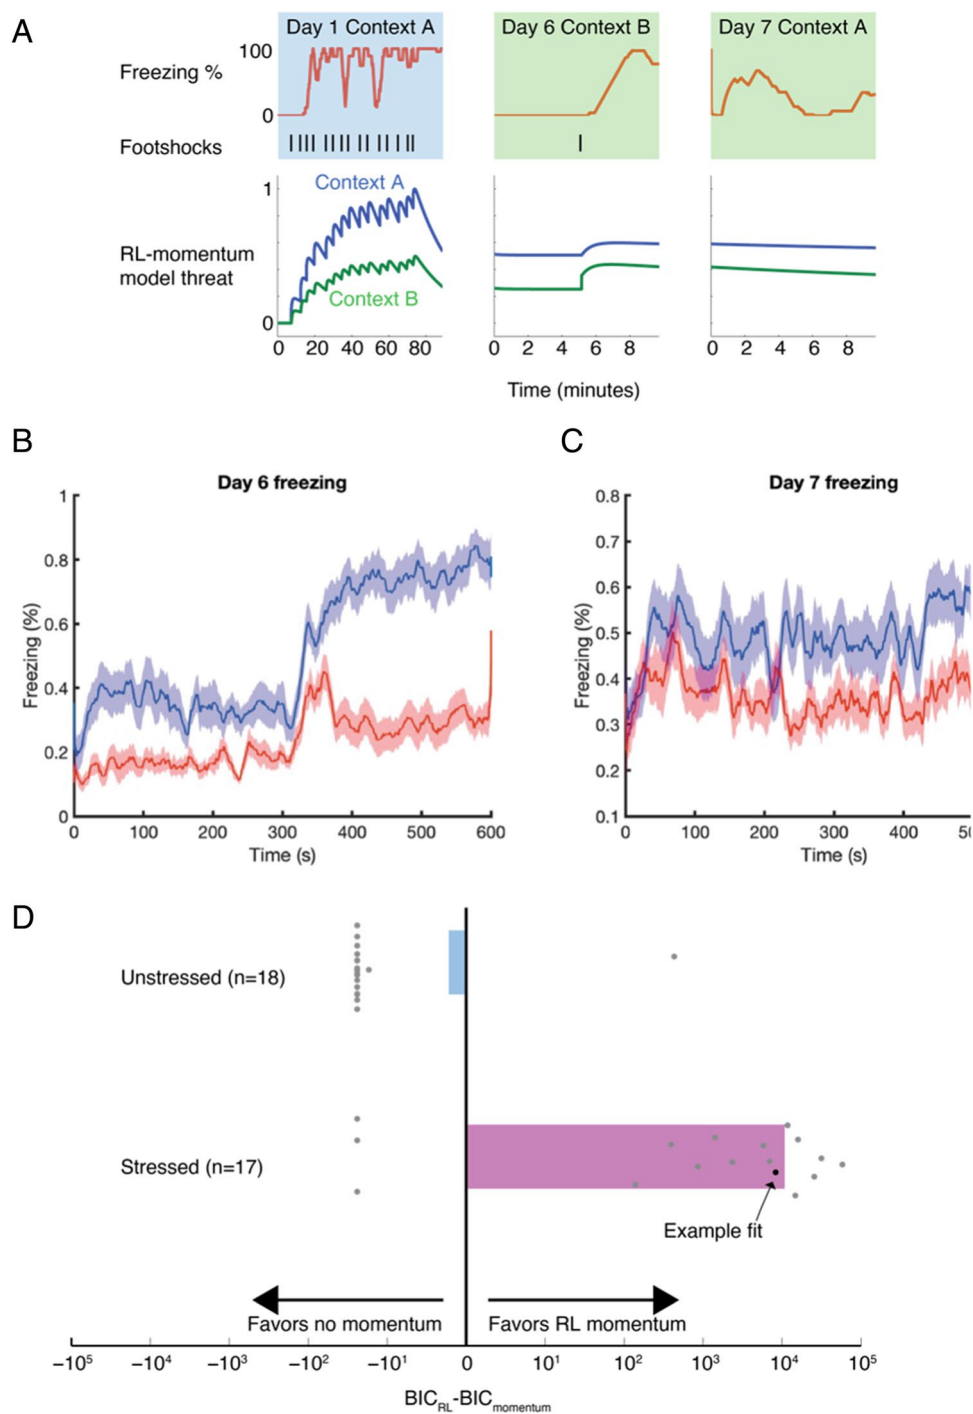 A
Day 1 Context A
Day 6 Context B
Day 7 Context A
Freezing %
100
0
Footshocks
RL-momentum
model threat
1
0
Context A
Context B
0 20 40 60 80
0 2 4 6 8
0 2 4 6 8
Time (minutes)
B
Day 6 freezing
Freezing (%)
1
0.8
0.6
0.4
0.2
0
0 100 200 300 400 500 600
Time (s)
C
Day 7 freezing
Freezing (%)
0.8
0.7
0.6
0.5
0.4
0.3
0.2
0.1
0 100 200 300 400
Time (s)
D
Unstressed (n=18)
Stressed (n=17)
Example fit
Favors no momentum
Favors RL momentum
−10⁵ −10⁴ −10³ −10² −10¹ 0 10¹ 10² 10³ 10⁴ 10⁵
BIC_RL-BIC_momentum